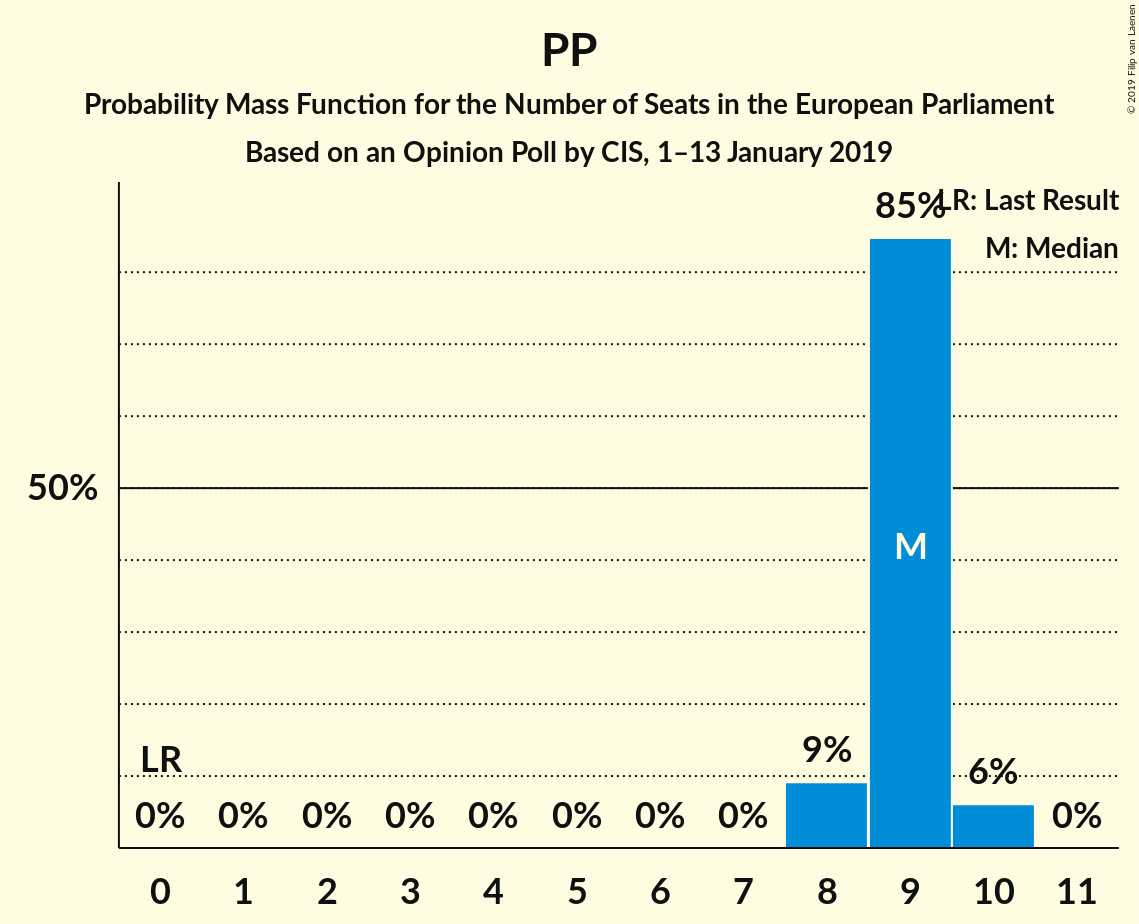 PP
Probability Mass Function for the Number of Seats in the European Parliament
Based on an Opinion Poll by CIS, 1–13 January 2019
© 2019 Filip van Laenen
LR: Last Result
M: Median
85%
50%
M
LR
9%
6%
0% 0% 0% 0% 0% 0% 0% 0% 0%
0 1 2 3 4 5 6 7 8 9 10 11